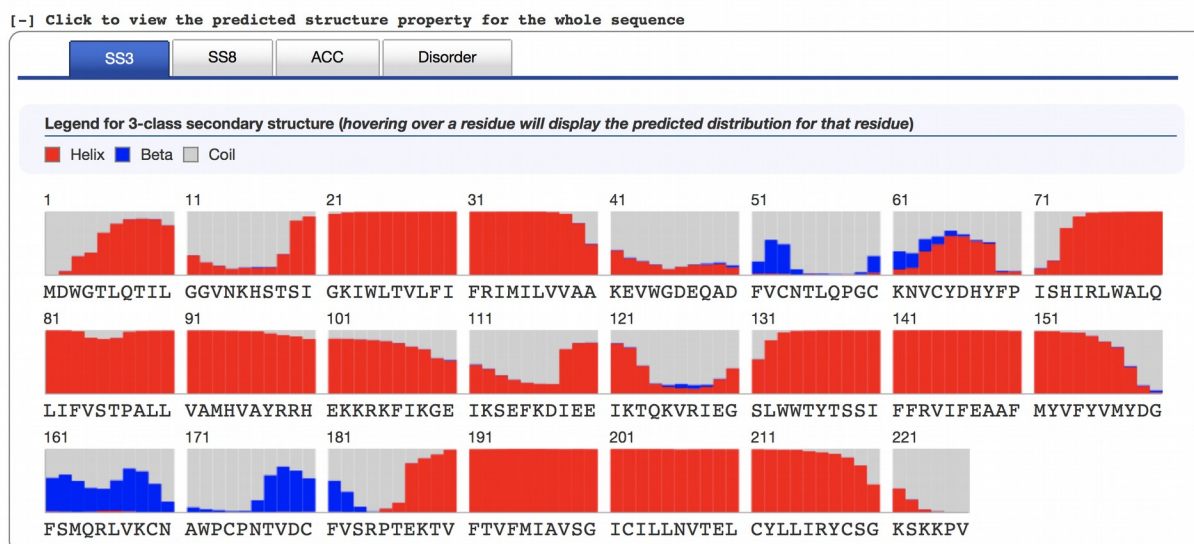 [-] Click to view the predicted structure property for the whole sequence
SS3 SS8 ACC Disorder
Legend for 3-class secondary structure (hovering over a residue will display the predicted distribution for that residue)
Helix Beta Coil
1 11 21 31 41 51 61 71
MDWGTLQTIL GGVNKHSTSI GKIWLTVLFI FRIMILVVAA KEVWGDEQAD FVCNTLQPGC KNVCYDHYFP ISHIRLWALQ
81 91 101 111 121 131 141 151
LIFVSTPALL VAMHVAYRRH EKKRKFIKGE IKSEFKDIEE IKTQKVRIEG SLWWTYTSSI FFRVIFEAAF MYVFYVMYDG
161 171 181 191 201 211 221
FSMQRLVKCN AWPCPNTVDC FVSRPTEKTV FTVFMIAVSG ICILLNVTEL CYLLIRYCSG KSKKPV